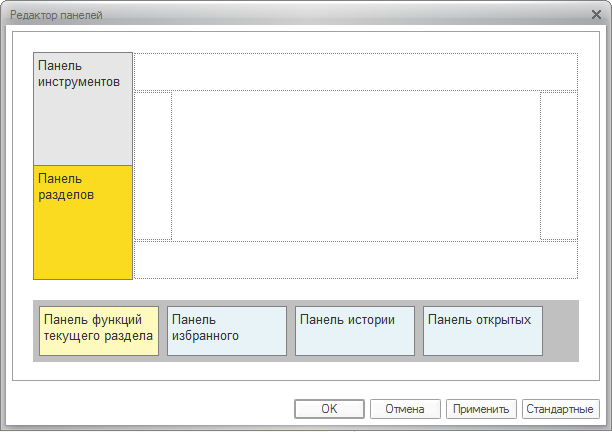 Редактор панелей
Панель
инструментов
Панель
разделов
Панель функций
текущего раздела
Панель
избранного
Панель истории
Панель открытых
OK
Отмена
Применить
Стандартные